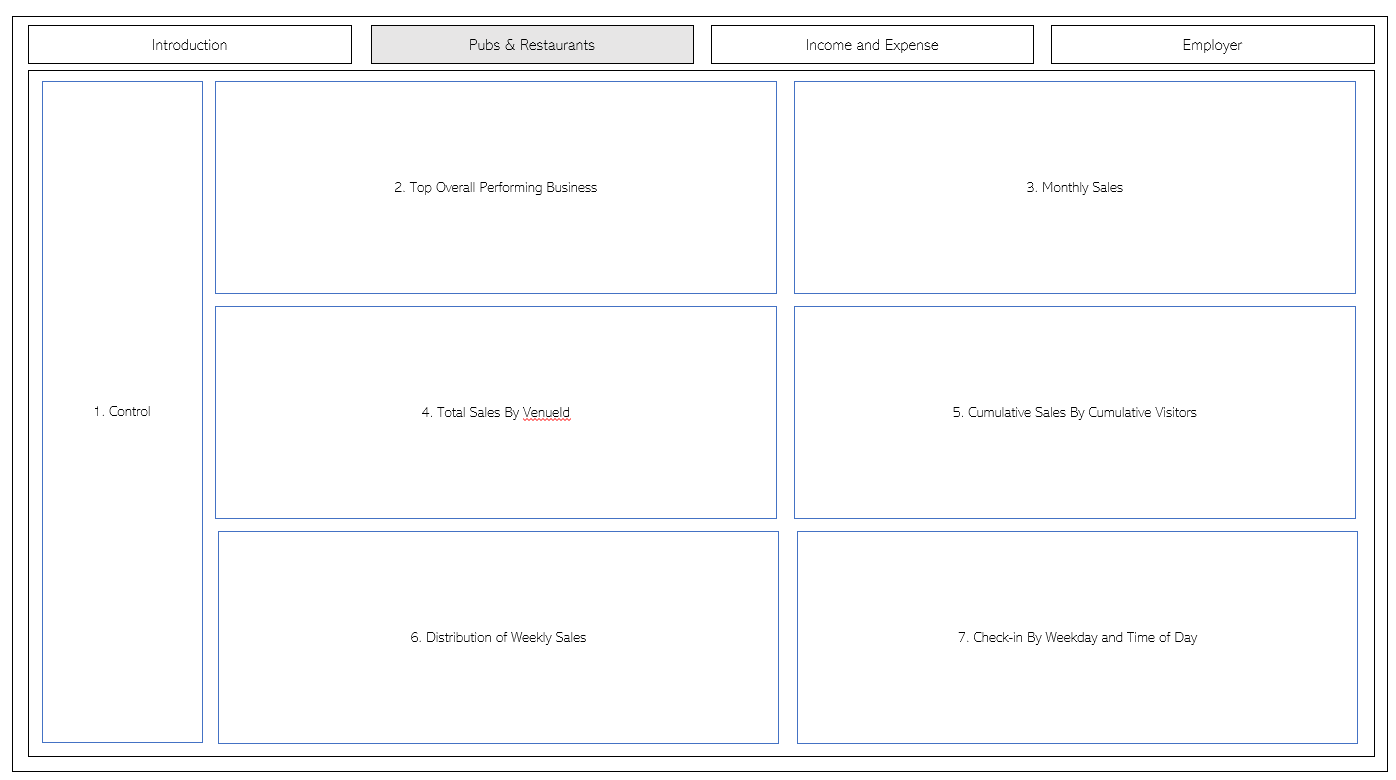 Introduction
Pubs & Restaurants
Income and Expense
Employer
1. Control
2. Top Overall Performing Business
3. Monthly Sales
4. Total Sales By VenueId
5. Cumulative Sales By Cumulative Visitors
6. Distribution of Weekly Sales
7. Check-in By Weekday and Time of Day